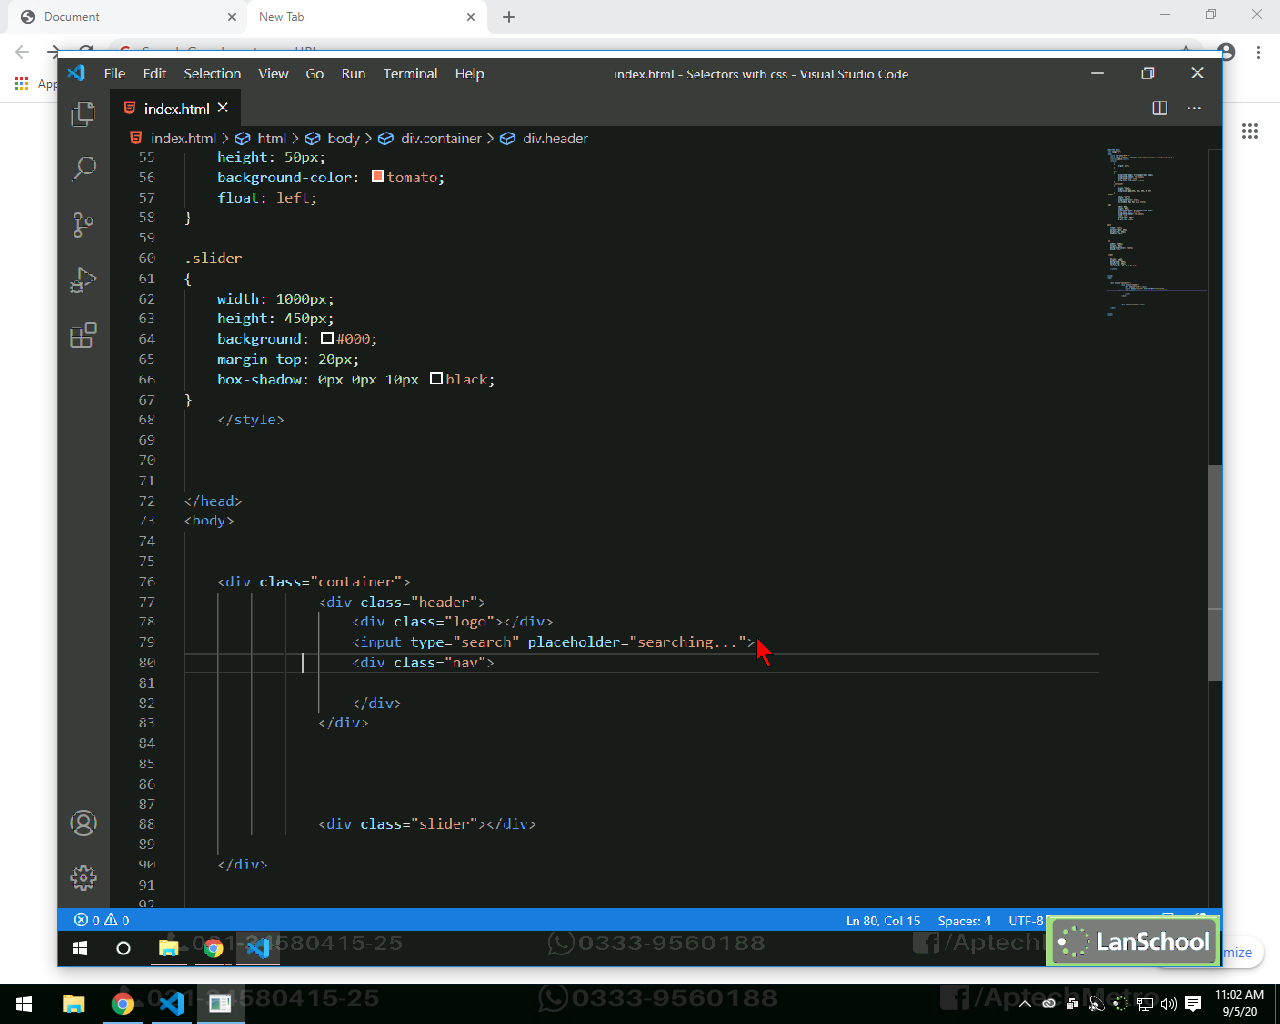 Document
New Tab
File Edit Selection View Go Run Terminal Help
index.html - Selectors with css - Visual Studio Code
index.html
index.html > html > body > div.container > div.header
55 height: 50px;
56 background-color: tomato;
57 float: left;
58 }
59
60 .slider
61 {
62 width: 1000px;
63 height: 450px;
64 background: #000;
65 margin top: 20px;
66 box-shadow: 0px 0px 10px black;
67 }
68 </style>
69
70
71
72 </head>
73 <body>
74
75
76 <div class="container">
77 <div class="header">
78 <div class="logo"></div>
79 <input type="search" placeholder="searching...">
80 <div class="nav">
81
82 </div>
83 </div>
84
85
86
87
88 <div class="slider"></div>
89
90 </div>
91
92
0 0
Ln 80, Col 15 Spaces: 4 UTF-8
LanSchool
mize
021-34580415-25
0333-9560188
0333-9560188
/AptechMetro
11:02 AM
9/5/20